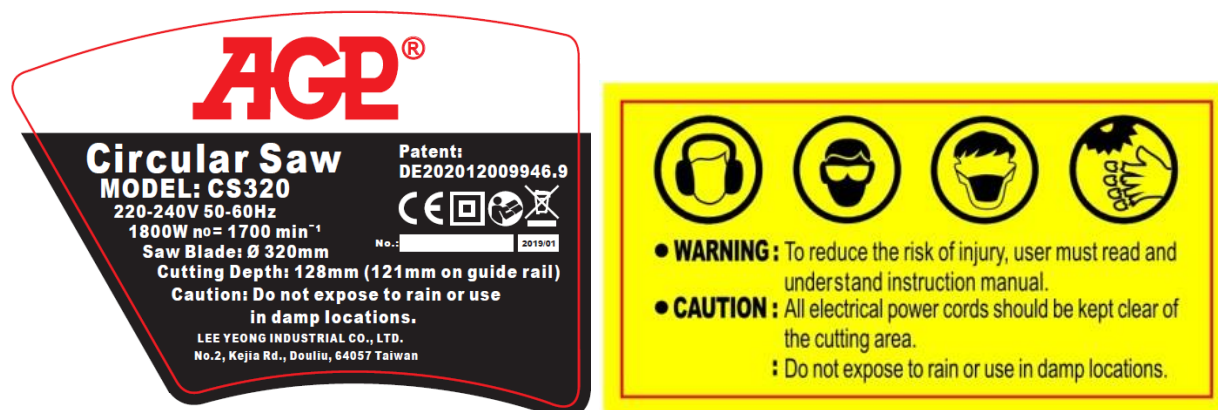 AGP®
Circular Saw
MODEL: CS320
220-240V 50-60Hz
1800W n₀= 1700 min⁻¹
Saw Blade: Ø 320mm
Cutting Depth: 128mm (121mm on guide rail)
Caution: Do not expose to rain or use
in damp locations.
LEE YEONG INDUSTRIAL CO., LTD.
No.2, Kejia Rd., Douliu, 64057 Taiwan
Patent:
DE202012009946.9
CE
No.:
2019/01
● WARNING : To reduce the risk of injury, user must read and
understand instruction manual.
● CAUTION : All electrical power cords should be kept clear of
the cutting area.
: Do not expose to rain or use in damp locations.